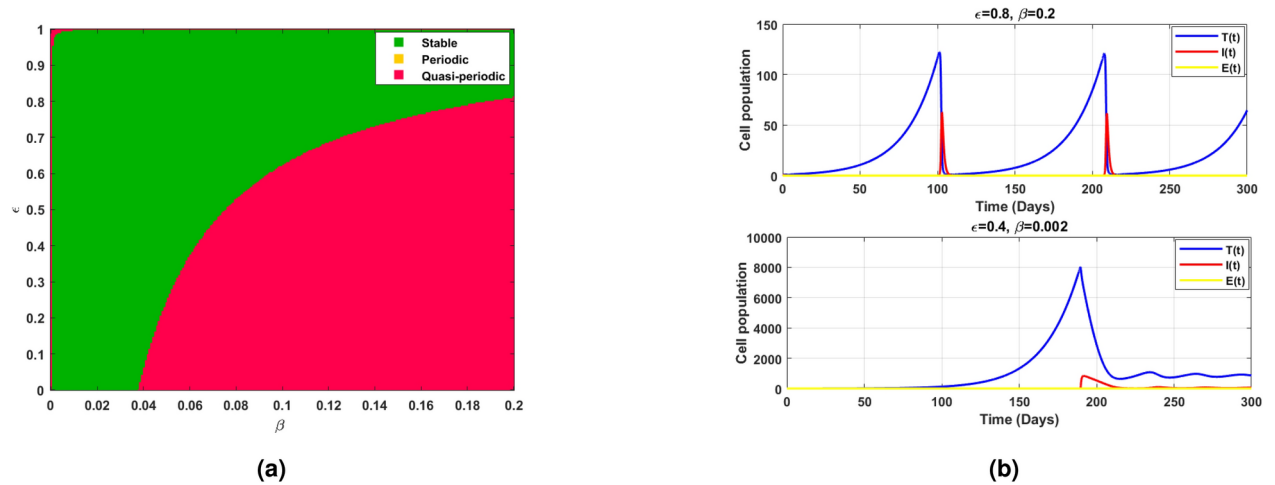 1
0.9
0.8
0.7
0.6
0.5
0.4
0.3
0.2
0.1
0
ϵ
Stable
Periodic
Quasi-periodic
0 0.02 0.04 0.06 0.08 0.1 0.12 0.14 0.16 0.18 0.2
β
(a)
ϵ=0.8, β=0.2
150
100
50
0
Cell population
T(t)
I(t)
E(t)
0 50 100 150 200 250 300
Time (Days)
ϵ=0.4, β=0.002
10000
8000
6000
4000
2000
0
Cell population
T(t)
I(t)
E(t)
0 50 100 150 200 250 300
Time (Days)
(b)